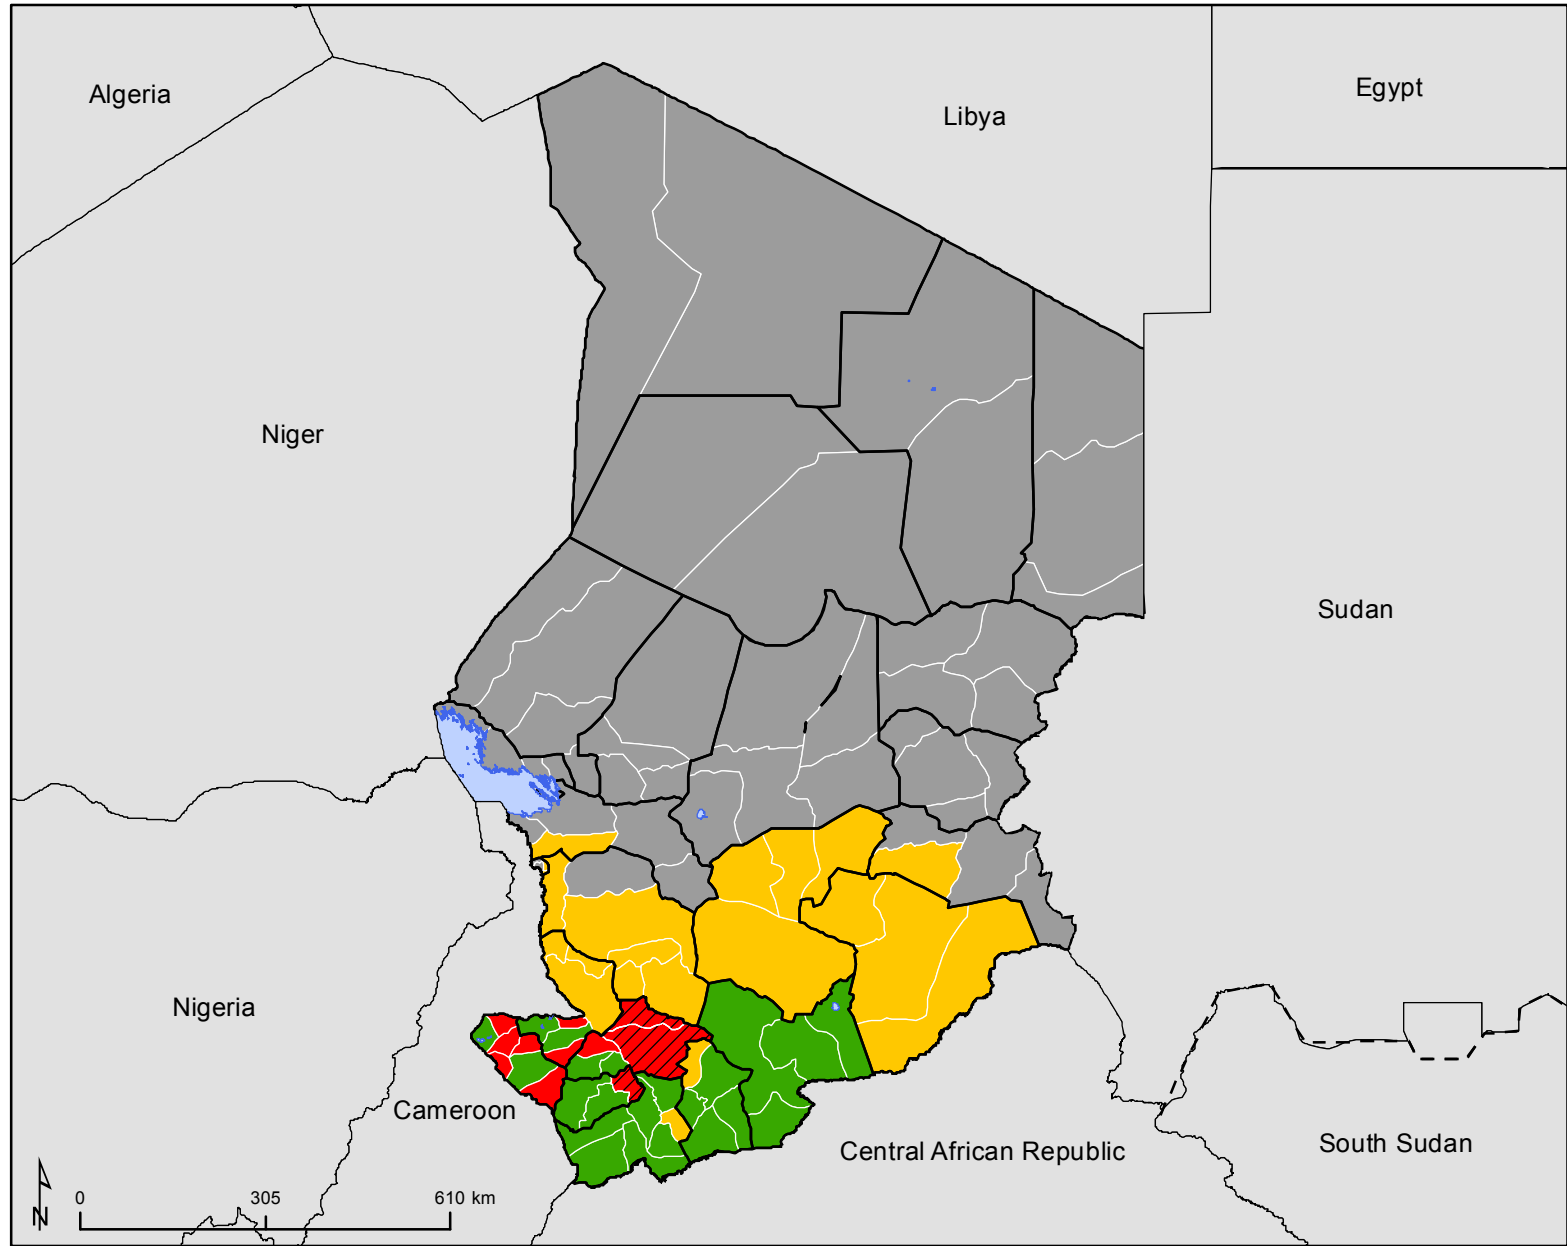 Algeria
Libya
Egypt
Niger
Sudan
Nigeria
Cameroon
Central African Republic
South Sudan
N
0 305 610 km